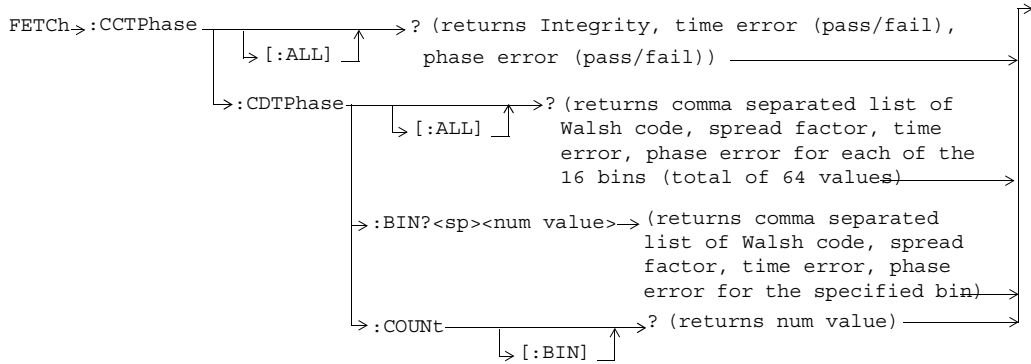 FETCh :CCTPhase ? (returns Integrity, time error (pass/fail),
[:ALL] phase error (pass/fail))
:CDTPhase ? (returns comma separated list of
[:ALL] Walsh code, spread factor, time
error, phase error for each of the
16 bins (total of 64 values)
:BIN?<sp><num value> (returns comma separated
list of Walsh code, spread
factor, time error, phase
error for the specified bin)
:COUNt ? (returns num value)
[:BIN]